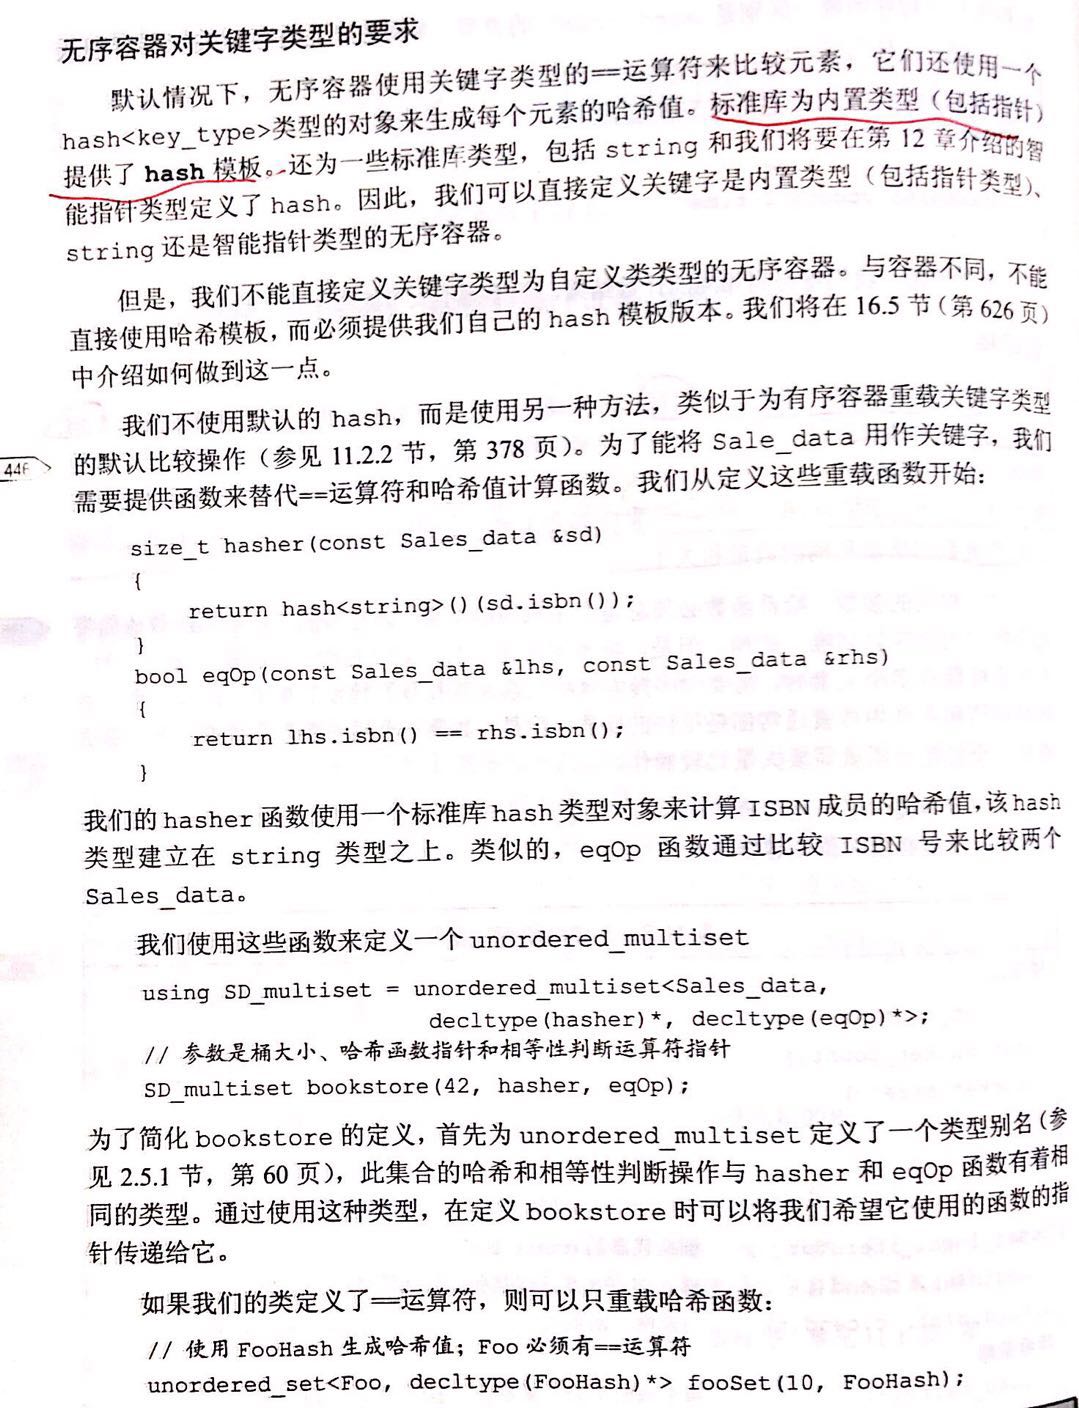 无序容器对关键字类型的要求
默认情况下，无序容器使用关键字类型的==运算符来比较元素，它们还使用一个
hash<key_type>类型的对象来生成每个元素的哈希值。标准库为内置类型（包括指针）
提供了 hash 模板。还为一些标准库类型，包括 string 和我们将要在第 12 章介绍的智
能指针类型定义了 hash。因此，我们可以直接定义关键字是内置类型（包括指针类型）、
string 还是智能指针类型的无序容器。
但是，我们不能直接定义关键字类型为自定义类类型的无序容器。与容器不同，不能
直接使用哈希模板，而必须提供我们自己的 hash 模板版本。我们将在 16.5 节（第 626 页）
中介绍如何做到这一点。
我们不使用默认的 hash，而是使用另一种方法，类似于为有序容器重载关键字类型
446 的默认比较操作（参见 11.2.2 节，第 378 页）。为了能将 Sale_data 用作关键字，我们
需要提供函数来替代==运算符和哈希值计算函数。我们从定义这些重载函数开始：
size_t hasher(const Sales_data &sd)
{
return hash<string>()(sd.isbn());
}
bool eqOp(const Sales_data &lhs, const Sales_data &rhs)
{
return lhs.isbn() == rhs.isbn();
}
我们的 hasher 函数使用一个标准库 hash 类型对象来计算 ISBN 成员的哈希值，该 hash
类型建立在 string 类型之上。类似的，eqOp 函数通过比较 ISBN 号来比较两个
Sales_data。
我们使用这些函数来定义一个 unordered_multiset
using SD_multiset = unordered_multiset<Sales_data,
decltype(hasher)*, decltype(eqOp)*>;
// 参数是桶大小、哈希函数指针和相等性判断运算符指针
SD_multiset bookstore(42, hasher, eqOp);
为了简化 bookstore 的定义，首先为 unordered_multiset 定义了一个类型别名（参
见 2.5.1 节，第 60 页），此集合的哈希和相等性判断操作与 hasher 和 eqOp 函数有着相
同的类型。通过使用这种类型，在定义 bookstore 时可以将我们希望它使用的函数的指
针传递给它。
如果我们的类定义了==运算符，则可以只重载哈希函数：
// 使用 FooHash 生成哈希值；Foo 必须有==运算符
unordered_set<Foo, decltype(FooHash)*> fooSet(10, FooHash);